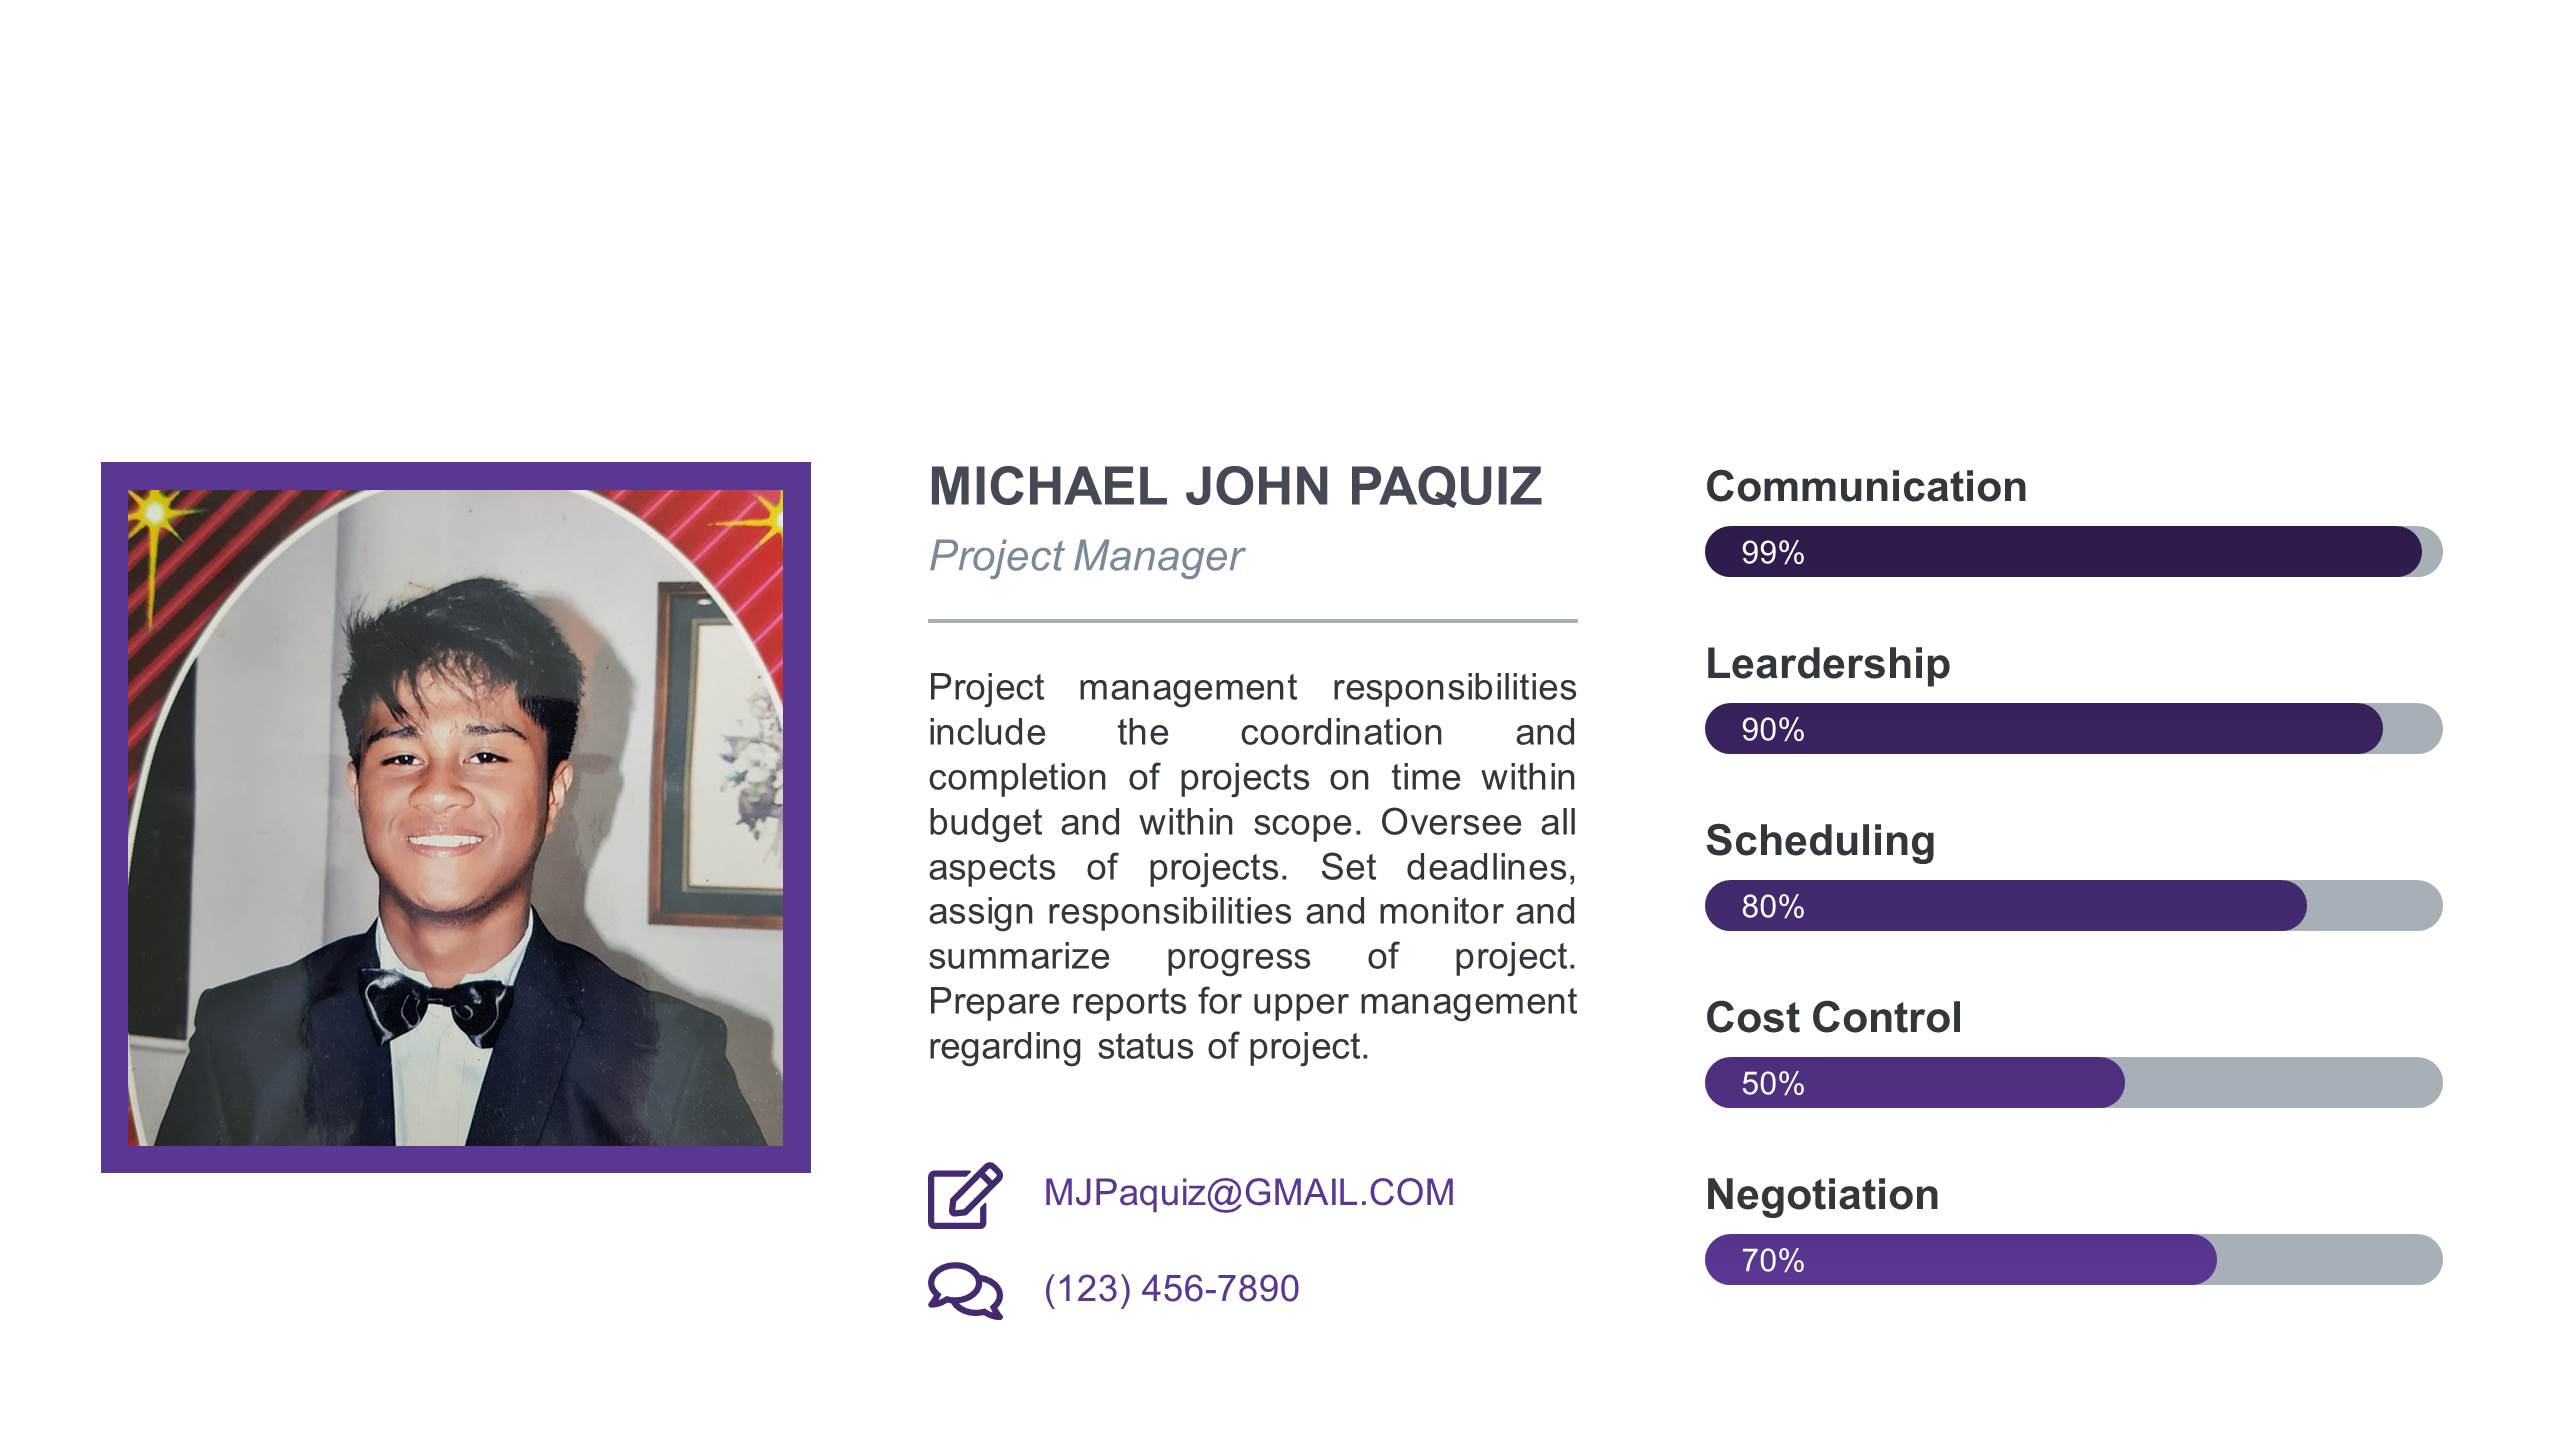 MICHAEL JOHN PAQUIZ
Project Manager
Project management responsibilities
include the coordination and
completion of projects on time within
budget and within scope. Oversee all
aspects of projects. Set deadlines,
assign responsibilities and monitor and
summarize progress of project.
Prepare reports for upper management
regarding status of project.
MJPaquiz@GMAIL.COM
(123) 456-7890
Communication
99%
Leardership
90%
Scheduling
80%
Cost Control
50%
Negotiation
70%